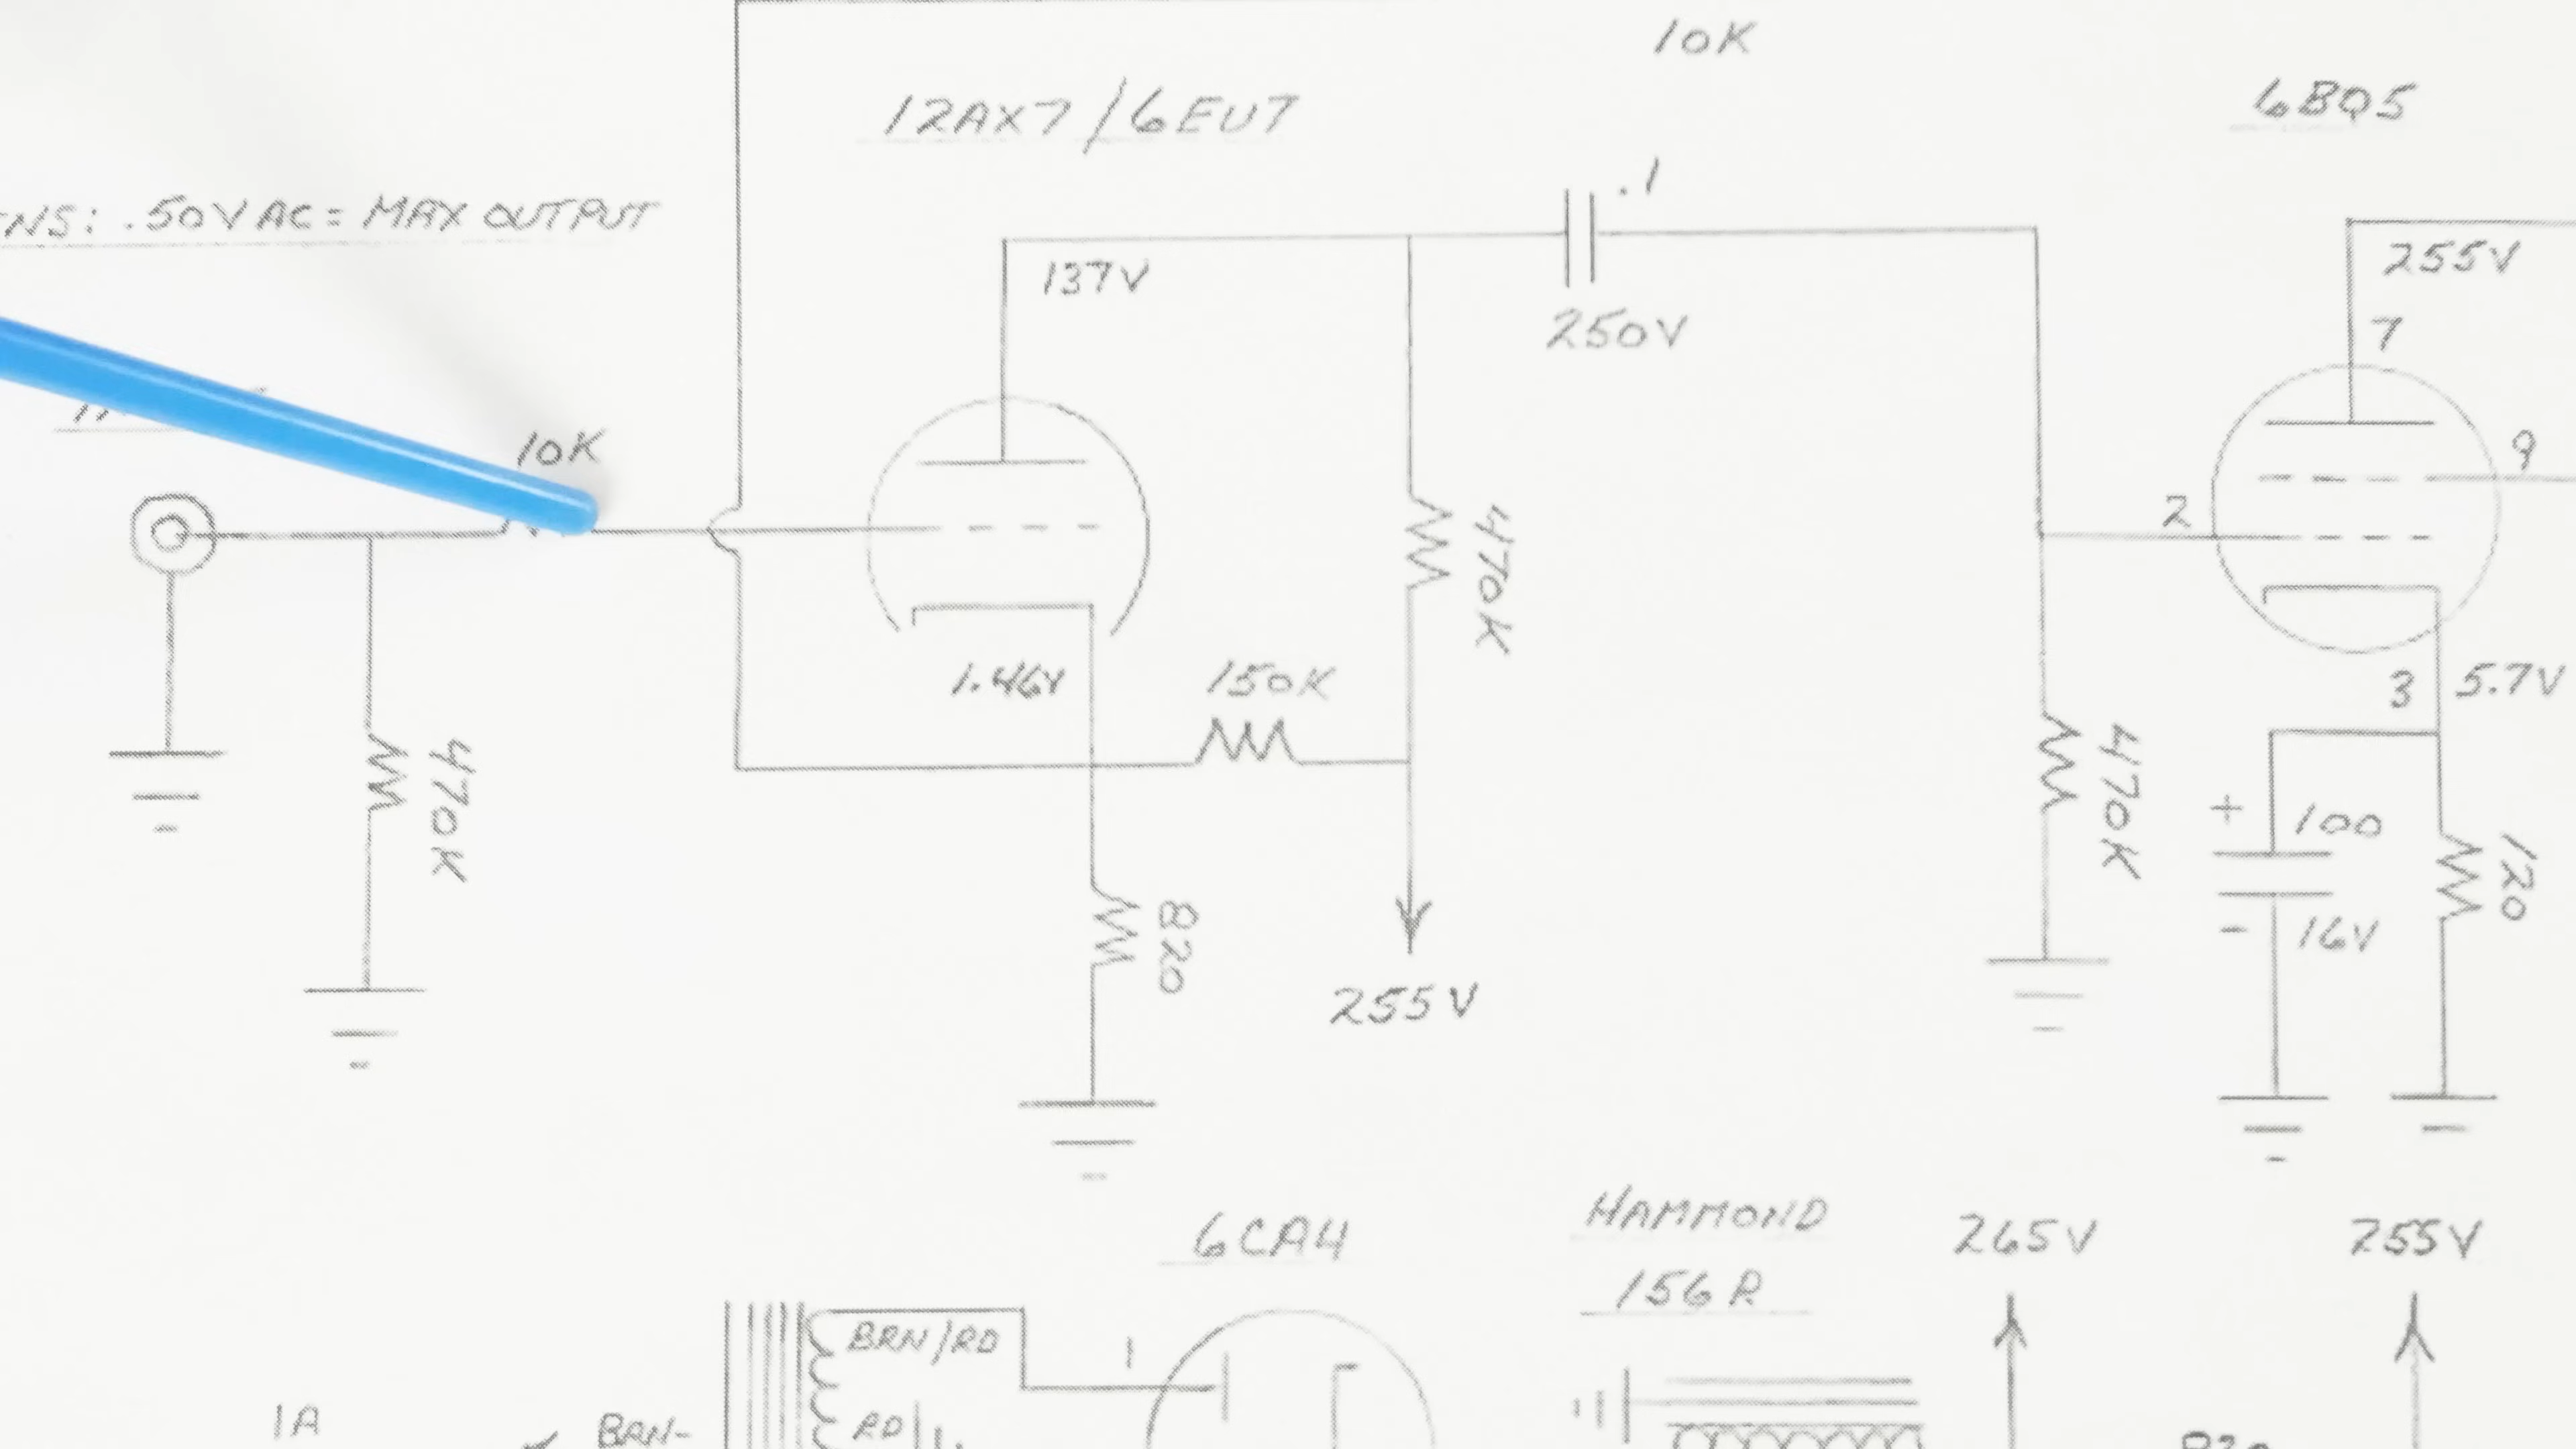 10K
12AX7/6EU7
6BQ5
.1
.50VAC = MAX OUTPUT
137V
255V
250V
7
10K
9
2
470K
1.46V
150K
3
5.7V
470K
470K
+
100
120
820
-
16V
255V
6CA4
HAMMOND
156R
265V
255V
BRN/RD
1
1A
BRN-
RD